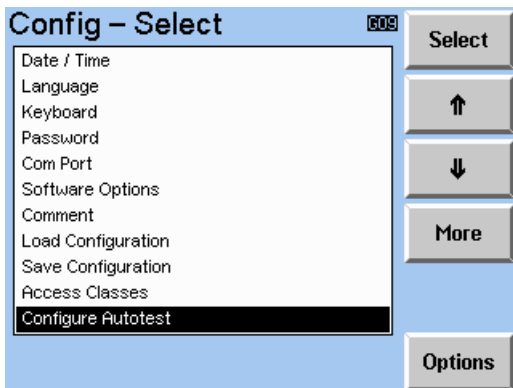 Config – Select
G09
Date / Time
Language
Keyboard
Password
Com Port
Software Options
Comment
Load Configuration
Save Configuration
Access Classes
Configure Autotest
Select
⇑
⇓
More
Options